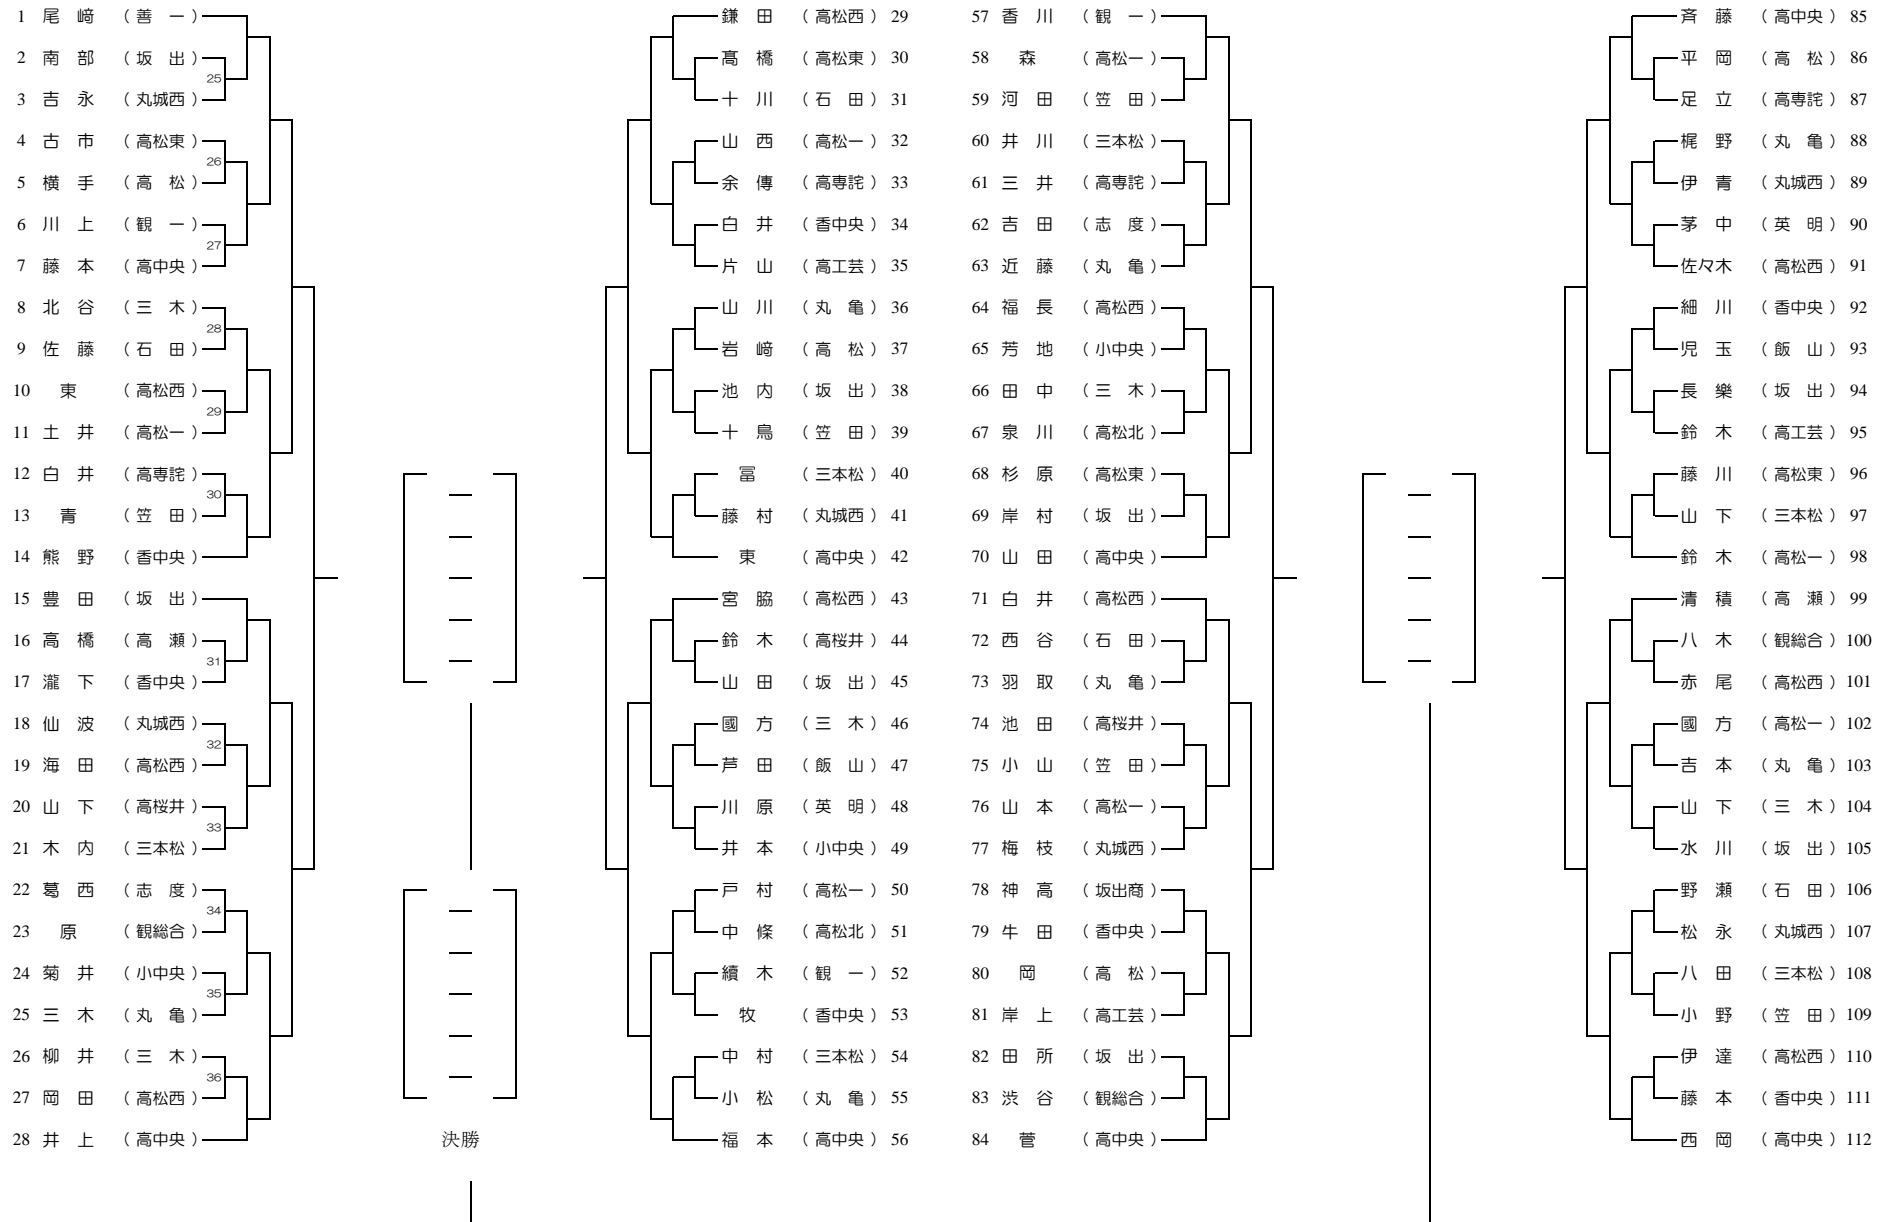 1 尾 﨑 （ 善 一 ）
2 南 部 （ 坂 出 ）
25
3 吉 永 （ 丸城西 ）
4 古 市 （ 高松東 ）
26
5 横 手 （ 高 松 ）
6 川 上 （ 観 一 ）
27
7 藤 本 （ 高中央 ）
8 北 谷 （ 三 木 ）
28
9 佐 藤 （ 石 田 ）
10 東 （ 高松西 ）
29
11 土 井 （ 高松一 ）
12 白 井 （ 高専詫 ）
30
13 青 （ 笠 田 ）
14 熊 野 （ 香中央 ）
15 豊 田 （ 坂 出 ）
16 高 橋 （ 高 瀬 ）
31
17 瀧 下 （ 香中央 ）
18 仙 波 （ 丸城西 ）
32
19 海 田 （ 高松西 ）
20 山 下 （ 高桜井 ）
33
21 木 内 （ 三本松 ）
22 葛 西 （ 志 度 ）
34
23 原 （ 観総合 ）
24 菊 井 （ 小中央 ）
35
25 三 木 （ 丸 亀 ）
26 柳 井 （ 三 木 ）
36
27 岡 田 （ 高松西 ）
28 井 上 （ 高中央 ）
決勝
鎌 田 （ 高松西 ） 29
髙 橋 （ 高松東 ） 30
十 川 （ 石 田 ） 31
山 西 （ 高松一 ） 32
余 傳 （ 高専詫 ） 33
白 井 （ 香中央 ） 34
片 山 （ 高工芸 ） 35
山 川 （ 丸 亀 ） 36
岩 﨑 （ 高 松 ） 37
池 内 （ 坂 出 ） 38
十 鳥 （ 笠 田 ） 39
冨 （ 三本松 ） 40
藤 村 （ 丸城西 ） 41
東 （ 高中央 ） 42
宮 脇 （ 高松西 ） 43
鈴 木 （ 高桜井 ） 44
山 田 （ 坂 出 ） 45
國 方 （ 三 木 ） 46
芦 田 （ 飯 山 ） 47
川 原 （ 英 明 ） 48
井 本 （ 小中央 ） 49
戸 村 （ 高松一 ） 50
中 條 （ 高松北 ） 51
續 木 （ 観 一 ） 52
牧 （ 香中央 ） 53
中 村 （ 三本松 ） 54
小 松 （ 丸 亀 ） 55
福 本 （ 高中央 ） 56
57 香 川 （ 観 一 ）
58 森 （ 高松一 ）
59 河 田 （ 笠 田 ）
60 井 川 （ 三本松 ）
61 三 井 （ 高専詫 ）
62 吉 田 （ 志 度 ）
63 近 藤 （ 丸 亀 ）
64 福 長 （ 高松西 ）
65 芳 地 （ 小中央 ）
66 田 中 （ 三 木 ）
67 泉 川 （ 高松北 ）
68 杉 原 （ 高松東 ）
69 岸 村 （ 坂 出 ）
70 山 田 （ 高中央 ）
71 白 井 （ 高松西 ）
72 西 谷 （ 石 田 ）
73 羽 取 （ 丸 亀 ）
74 池 田 （ 高桜井 ）
75 小 山 （ 笠 田 ）
76 山 本 （ 高松一 ）
77 梅 枝 （ 丸城西 ）
78 神 高 （ 坂出商 ）
79 牛 田 （ 香中央 ）
80 岡 （ 高 松 ）
81 岸 上 （ 高工芸 ）
82 田 所 （ 坂 出 ）
83 渋 谷 （ 観総合 ）
84 菅 （ 高中央 ）
斉 藤 （ 高中央 ） 85
平 岡 （ 高 松 ） 86
足 立 （ 高専詫 ） 87
梶 野 （ 丸 亀 ） 88
伊 青 （ 丸城西 ） 89
茅 中 （ 英 明 ） 90
佐々木 （ 高松西 ） 91
細 川 （ 香中央 ） 92
児 玉 （ 飯 山 ） 93
長 樂 （ 坂 出 ） 94
鈴 木 （ 高工芸 ） 95
藤 川 （ 高松東 ） 96
山 下 （ 三本松 ） 97
鈴 木 （ 高松一 ） 98
清 積 （ 高 瀬 ） 99
八 木 （ 観総合 ） 100
赤 尾 （ 高松西 ） 101
國 方 （ 高松一 ） 102
吉 本 （ 丸 亀 ） 103
山 下 （ 三 木 ） 104
水 川 （ 坂 出 ） 105
野 瀬 （ 石 田 ） 106
松 永 （ 丸城西 ） 107
八 田 （ 三本松 ） 108
小 野 （ 笠 田 ） 109
伊 達 （ 高松西 ） 110
藤 本 （ 香中央 ） 111
西 岡 （ 高中央 ） 112